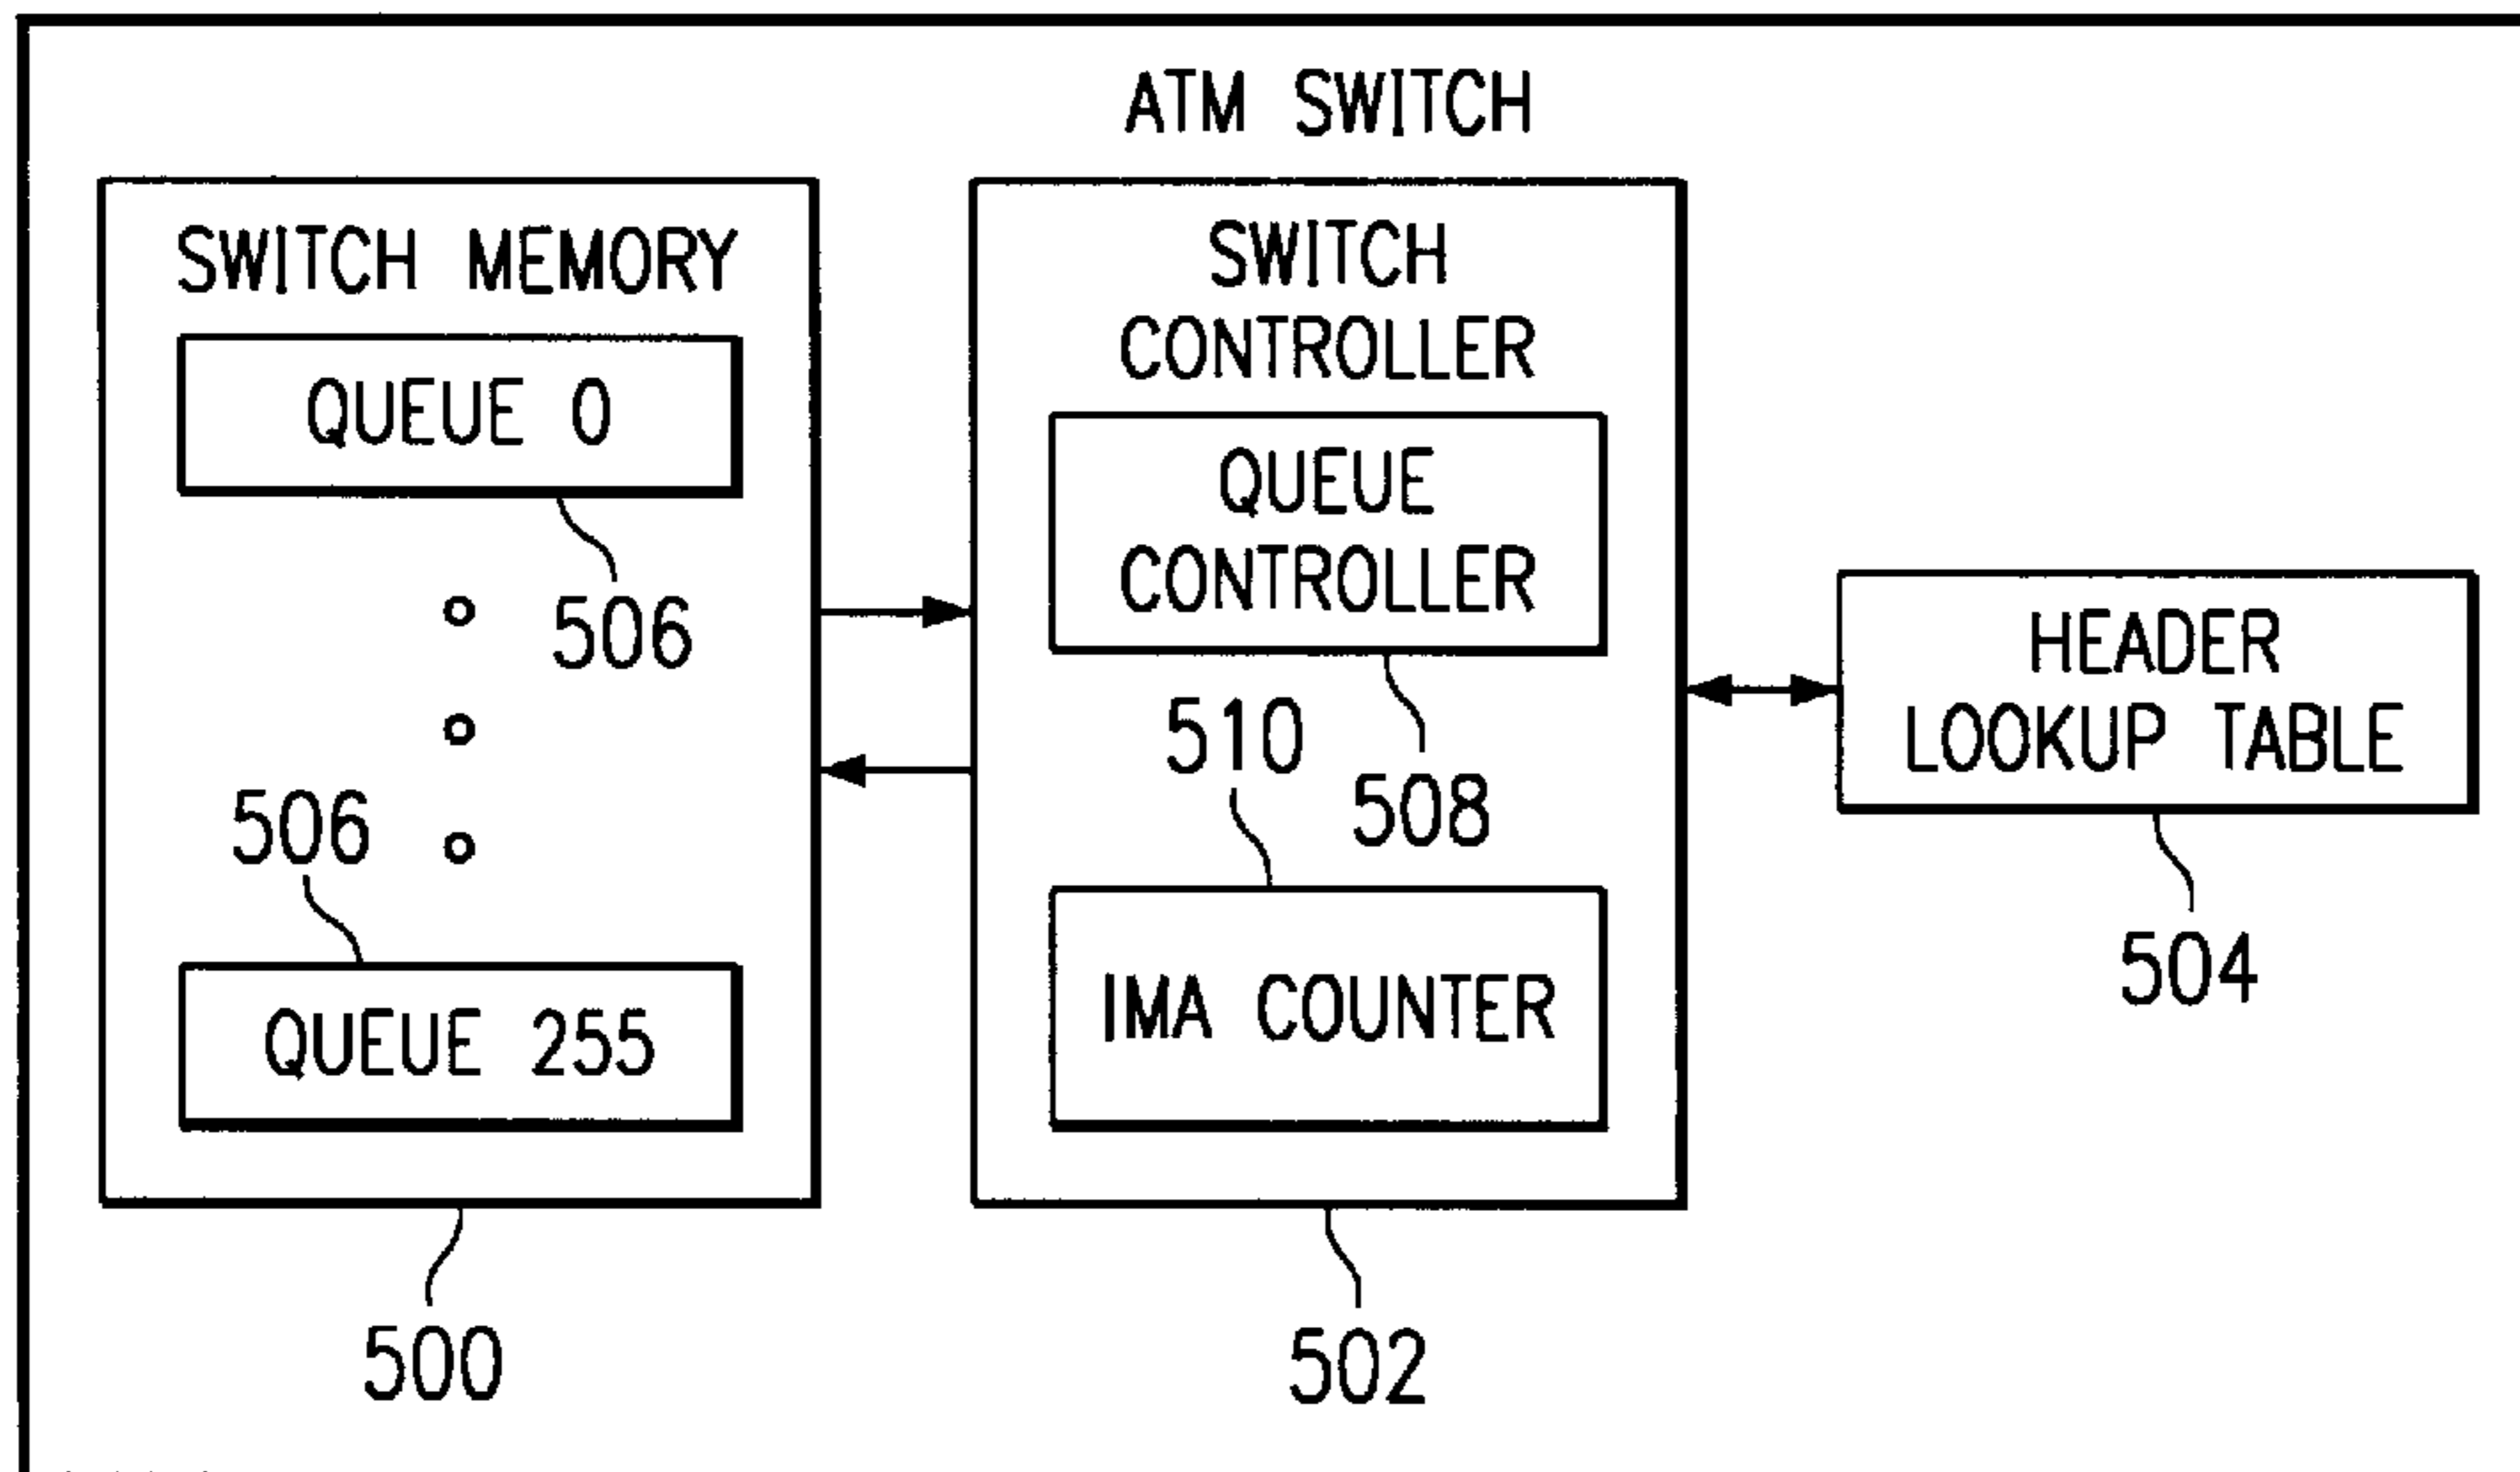 ATM SWITCH
SWITCH MEMORY
QUEUE 0
506
506
QUEUE 255
500
SWITCH
CONTROLLER
QUEUE
CONTROLLER
508
510
IMA COUNTER
502
HEADER
LOOKUP TABLE
504